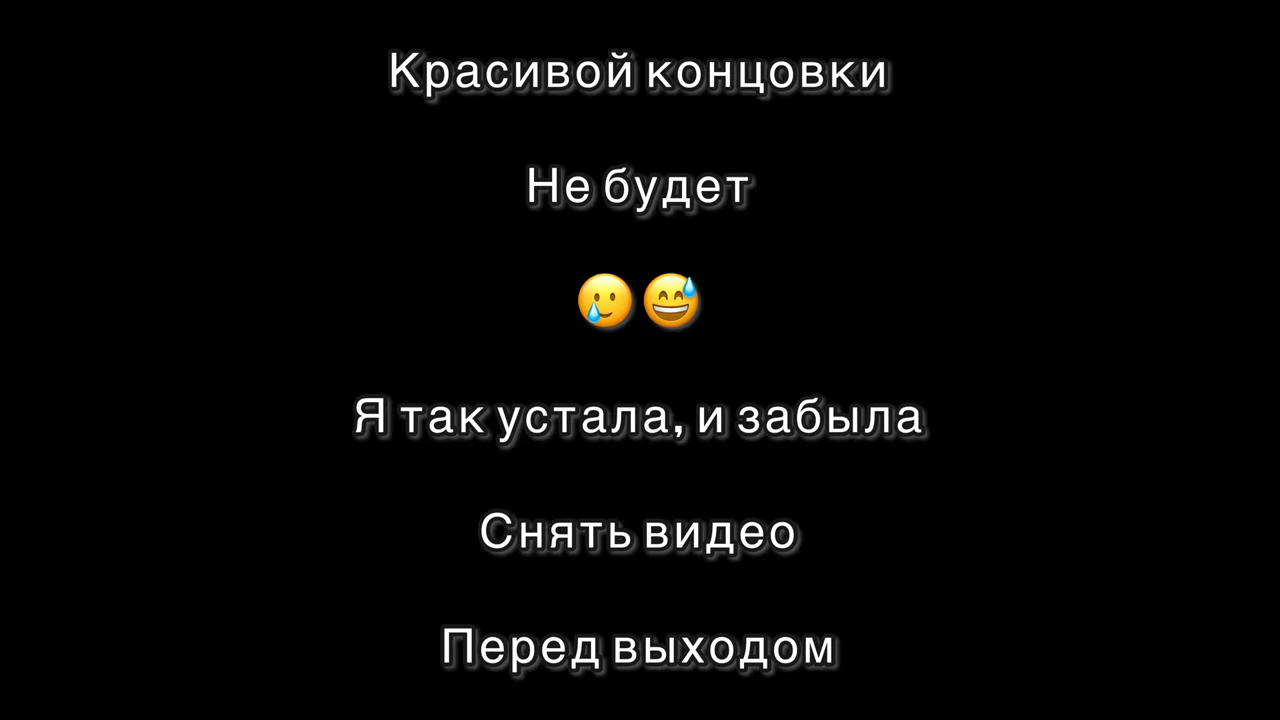 Красивой концовки
Не будет
🥲😅
Я так устала, и забыла
Снять видео
Перед выходом